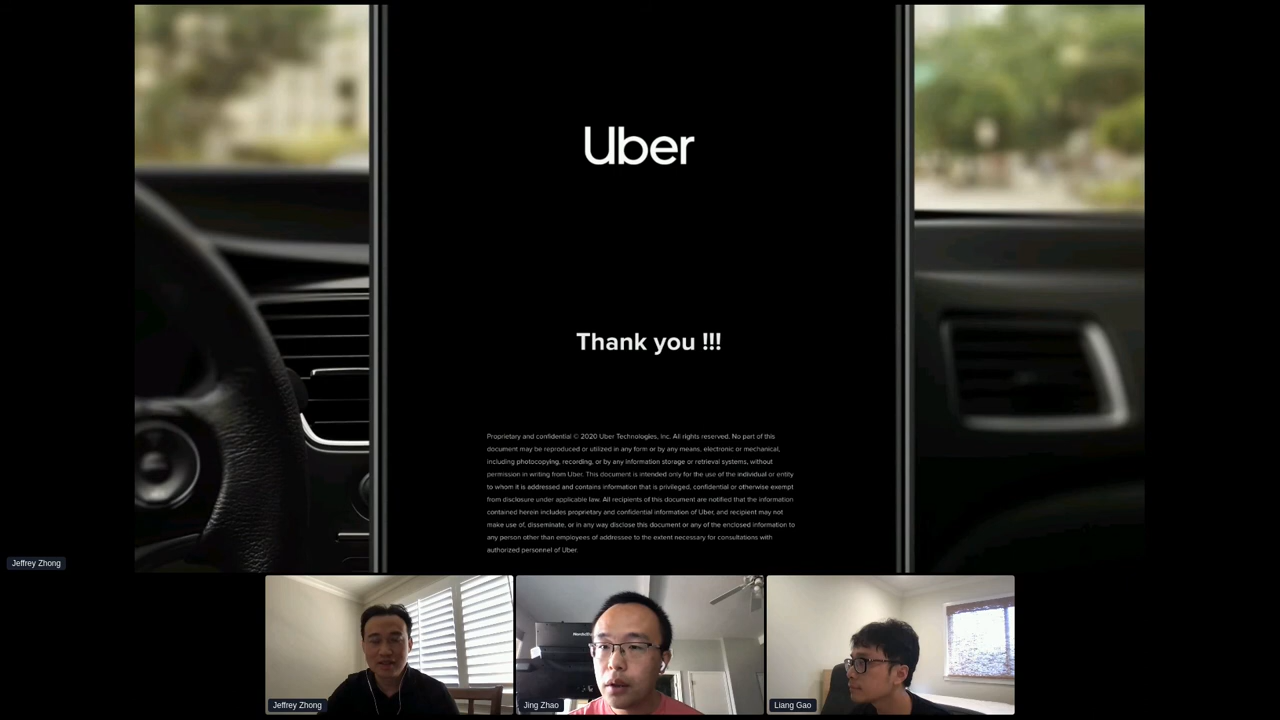 Uber
Thank you !!!
Proprietary and confidential © 2020 Uber Technologies, Inc. All rights reserved. No part of this
document may be reproduced or utilized in any form or by any means, electronic or mechanical,
including photocopying, recording, or by any information storage or retrieval systems, without
permission in writing from Uber. This document is intended only for the use of the individual or entity
to whom it is addressed and contains information that is privileged, confidential or otherwise exempt
from disclosure under applicable law. All recipients of this document are notified that the information
contained herein includes proprietary and confidential information of Uber, and recipient may not
make use of, disseminate, or in any way disclose this document or any of the enclosed information to
any person other than employees of addressee to the extent necessary for consultations with
authorized personnel of Uber.
Jeffrey Zhong
Jeffrey Zhong
Jing Zhao
Liang Gao